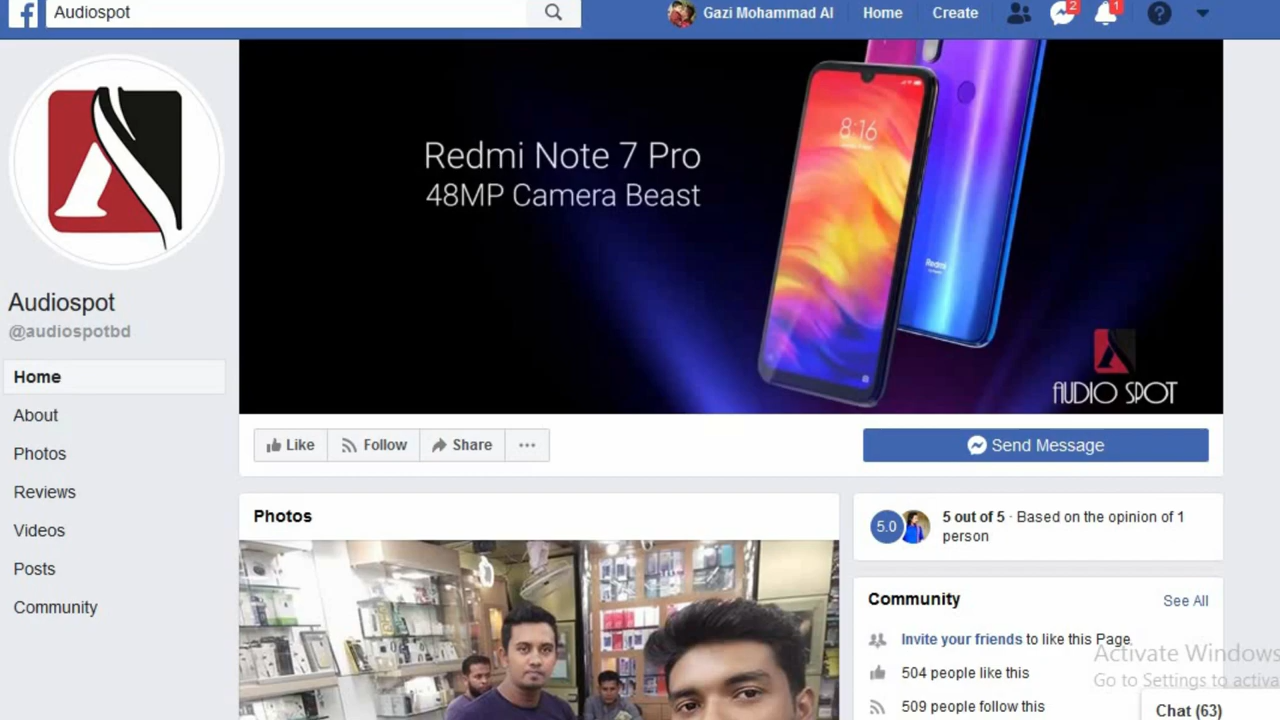 Audiospot
Gazi Mohammad Al
Home
Create
2
1
Redmi Note 7 Pro
48MP Camera Beast
8:16
Redmi
AUDIO SPOT
Audiospot
@audiospotbd
Home
About
Photos
Reviews
Videos
Posts
Community
Like
Follow
Share
Send Message
Photos
5.0
5 out of 5 · Based on the opinion of 1
person
Community
See All
Invite your friends to like this Page
504 people like this
509 people follow this
Activate Windows
Go to Settings to activa
Chat (63)